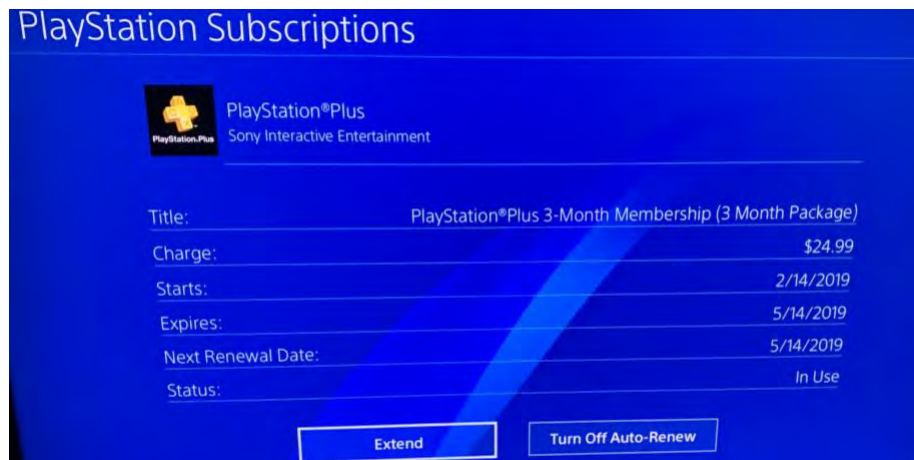 PlayStation Subscriptions
PlayStation.Plus
PlayStation®Plus
Sony Interactive Entertainment
Title: PlayStation®Plus 3-Month Membership (3 Month Package)
Charge: $24.99
Starts: 2/14/2019
Expires: 5/14/2019
Next Renewal Date: 5/14/2019
Status: In Use
Extend Turn Off Auto-Renew